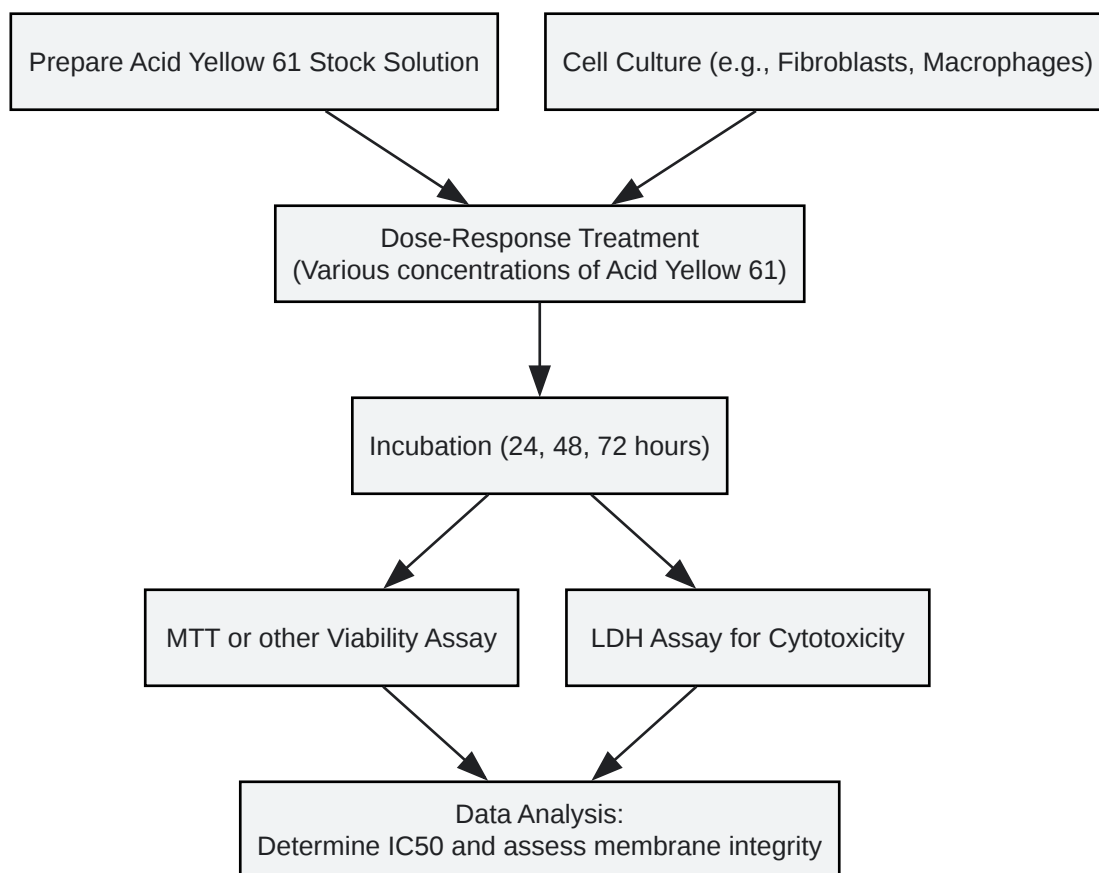 Prepare Acid Yellow 61 Stock Solution
Cell Culture (e.g., Fibroblasts, Macrophages)
Dose-Response Treatment
(Various concentrations of Acid Yellow 61)
Incubation (24, 48, 72 hours)
MTT or other Viability Assay
LDH Assay for Cytotoxicity
Data Analysis:
Determine IC50 and assess membrane integrity